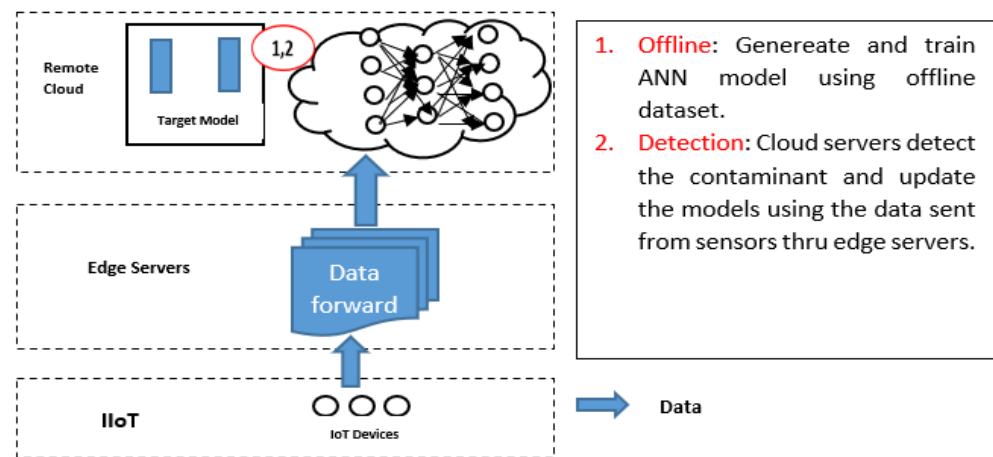 Remote
Cloud
Target Model
1,2
Edge Servers
Data
forward
IIoT
IoT Devices
1. Offline: Genereate and train
ANN model using offline
dataset.
2. Detection: Cloud servers detect
the contaminant and update
the models using the data sent
from sensors thru edge servers.
Data